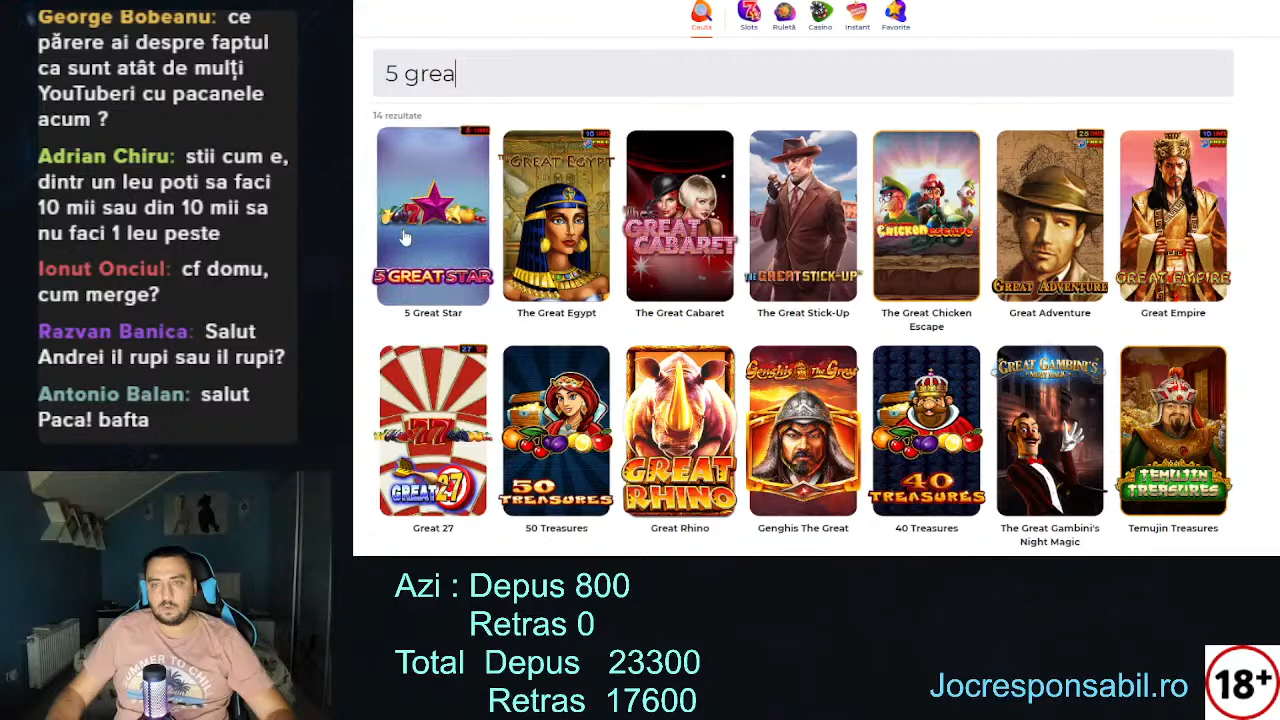 George Bobeanu: ce
părere ai despre faptul
ca sunt atât de mulți
YouTuberi cu pacanele
acum ?
Adrian Chiru: stii cum e,
dintr un leu poti sa faci
10 mii sau din 10 mii sa
nu faci 1 leu peste
Ionut Onciul: cf domu,
cum merge?
Razvan Banica: Salut
Andrei il rupi sau il rupi?
Antonio Balan: salut
Paca! bafta
Cauta
Slots
Ruletă
Casino
Instant
Favorite
5 grea
14 rezultate
5 GREAT STAR
THE GREAT EGYPT
The GREAT CABARET
THE GREAT STICK-UP
Chicken escape
GREAT ADVENTURE
GREAT EMPIRE
5 Great Star
The Great Egypt
The Great Cabaret
The Great Stick-Up
The Great Chicken
Escape
Great Adventure
Great Empire
GREAT 27
50 TREASURES
GREAT RHINO
Genghis The Great
40 TREASURES
GREAT GAMBINI'S
NIGHT MAGIC
TEMUJIN TREASURES
Great 27
50 Treasures
Great Rhino
Genghis The Great
40 Treasures
The Great Gambini's
Night Magic
Temujin Treasures
SUMMER TO CHILL
Azi : Depus 800
Retras 0
Total Depus 23300
Retras 17600
Jocresponsabil.ro
18+